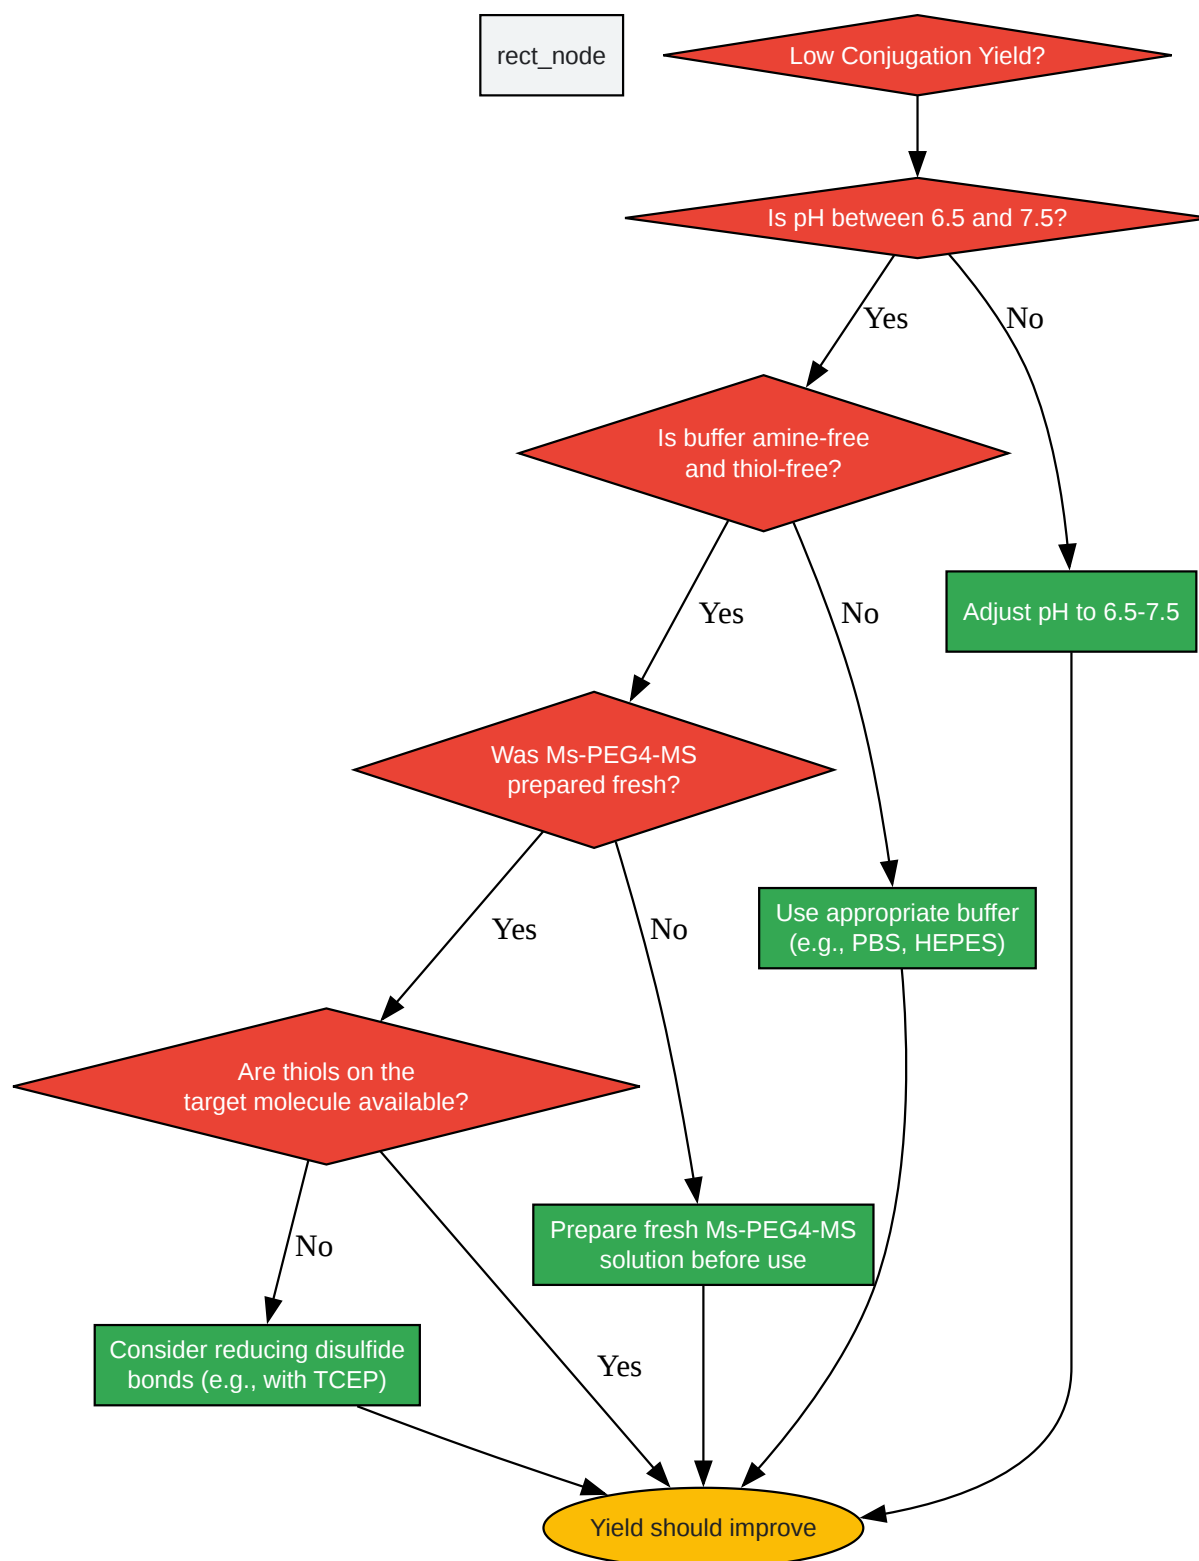 rect_node
Low Conjugation Yield?
Is pH between 6.5 and 7.5?
Yes
No
Is buffer amine-free
and thiol-free?
Yes
No
Adjust pH to 6.5-7.5
Was Ms-PEG4-MS
prepared fresh?
Yes
No
Use appropriate buffer
(e.g., PBS, HEPES)
Are thiols on the
target molecule available?
No
Yes
Prepare fresh Ms-PEG4-MS
solution before use
Consider reducing disulfide
bonds (e.g., with TCEP)
Yield should improve